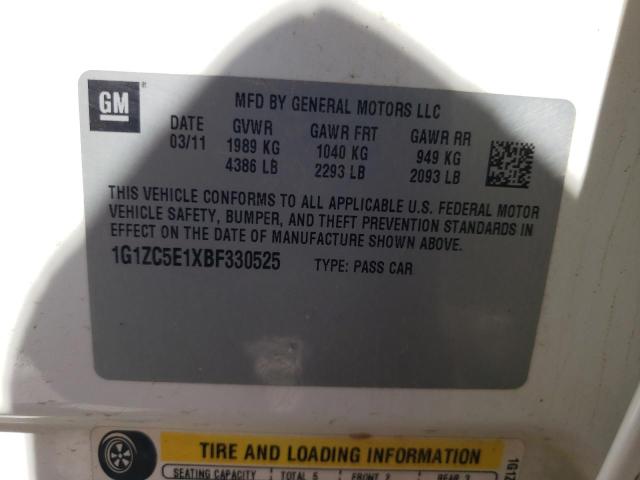 GM
MFD BY GENERAL MOTORS LLC
DATE GVWR GAWR FRT GAWR RR
03/11 1989 KG 1040 KG 949 KG
4386 LB 2293 LB 2093 LB
THIS VEHICLE CONFORMS TO ALL APPLICABLE U.S. FEDERAL MOTOR
VEHICLE SAFETY, BUMPER, AND THEFT PREVENTION STANDARDS IN
EFFECT ON THE DATE OF MANUFACTURE SHOWN ABOVE.
1G1ZC5E1XBF330525 TYPE: PASS CAR
TIRE AND LOADING INFORMATION
SEATING CAPACITY TOTAL 5 FRONT 2 REAR 3
1G1Z